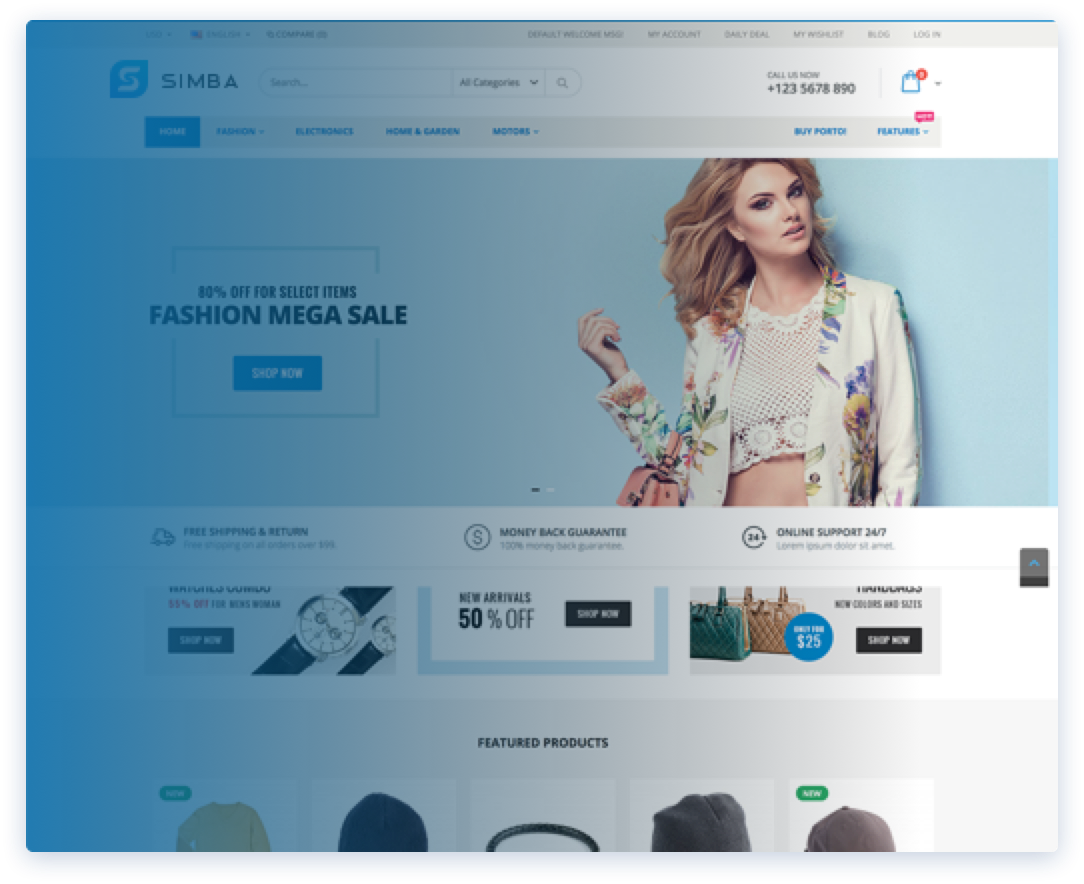 USD ENGLISH COMPARE (0) DEFAULT WELCOME MSG! MY ACCOUNT DAILY DEAL MY WISHLIST BLOG LOG IN
SIMBA Search... All Categories CALL US NOW 0
+123 5678 890
HOT!
HOME FASHION ELECTRONICS HOME & GARDEN MOTORS BUY PORTO! FEATURES
80% OFF FOR SELECT ITEMS
FASHION MEGA SALE
SHOP NOW
FREE SHIPPING & RETURN
Free shipping on all orders over $99.
MONEY BACK GUARANTEE
100% money back guarantee.
24
ONLINE SUPPORT 24/7
Lorem ipsum dolor sit amet.
55% OFF FOR MENS WOMAN
SHOP NOW
NEW ARRIVALS
50% OFF
SHOP NOW
HANDBAGS
NEW COLORS AND SIZES
ONLY FOR
$25
SHOP NOW
FEATURED PRODUCTS
NEW
NEW